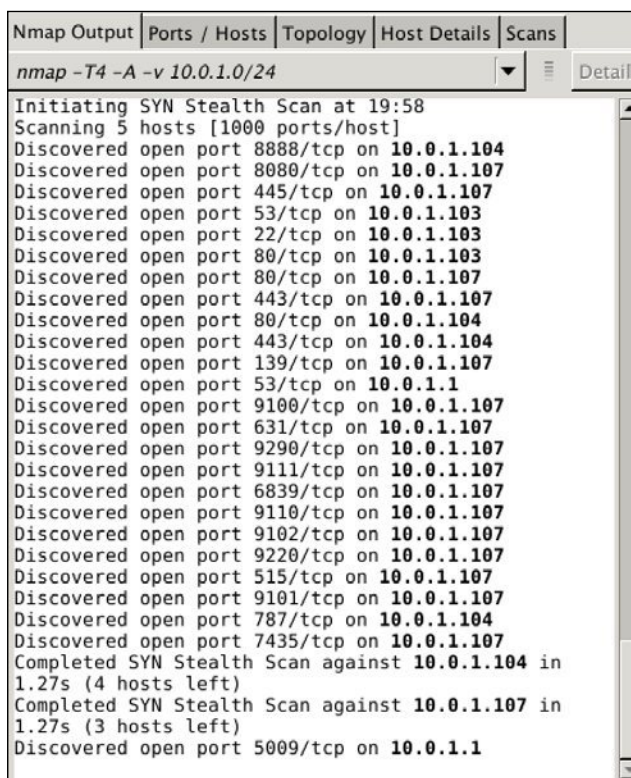 Nmap Output Ports / Hosts Topology Host Details Scans
nmap -T4 -A -v 10.0.1.0/24 Detail
Initiating SYN Stealth Scan at 19:58
Scanning 5 hosts [1000 ports/host]
Discovered open port 8888/tcp on 10.0.1.104
Discovered open port 8080/tcp on 10.0.1.107
Discovered open port 445/tcp on 10.0.1.107
Discovered open port 53/tcp on 10.0.1.103
Discovered open port 22/tcp on 10.0.1.103
Discovered open port 80/tcp on 10.0.1.103
Discovered open port 80/tcp on 10.0.1.107
Discovered open port 443/tcp on 10.0.1.107
Discovered open port 80/tcp on 10.0.1.104
Discovered open port 443/tcp on 10.0.1.104
Discovered open port 139/tcp on 10.0.1.107
Discovered open port 53/tcp on 10.0.1.1
Discovered open port 9100/tcp on 10.0.1.107
Discovered open port 631/tcp on 10.0.1.107
Discovered open port 9290/tcp on 10.0.1.107
Discovered open port 9111/tcp on 10.0.1.107
Discovered open port 6839/tcp on 10.0.1.107
Discovered open port 9110/tcp on 10.0.1.107
Discovered open port 9102/tcp on 10.0.1.107
Discovered open port 9220/tcp on 10.0.1.107
Discovered open port 515/tcp on 10.0.1.107
Discovered open port 9101/tcp on 10.0.1.107
Discovered open port 787/tcp on 10.0.1.104
Discovered open port 7435/tcp on 10.0.1.107
Completed SYN Stealth Scan against 10.0.1.104 in
1.27s (4 hosts left)
Completed SYN Stealth Scan against 10.0.1.107 in
1.27s (3 hosts left)
Discovered open port 5009/tcp on 10.0.1.1